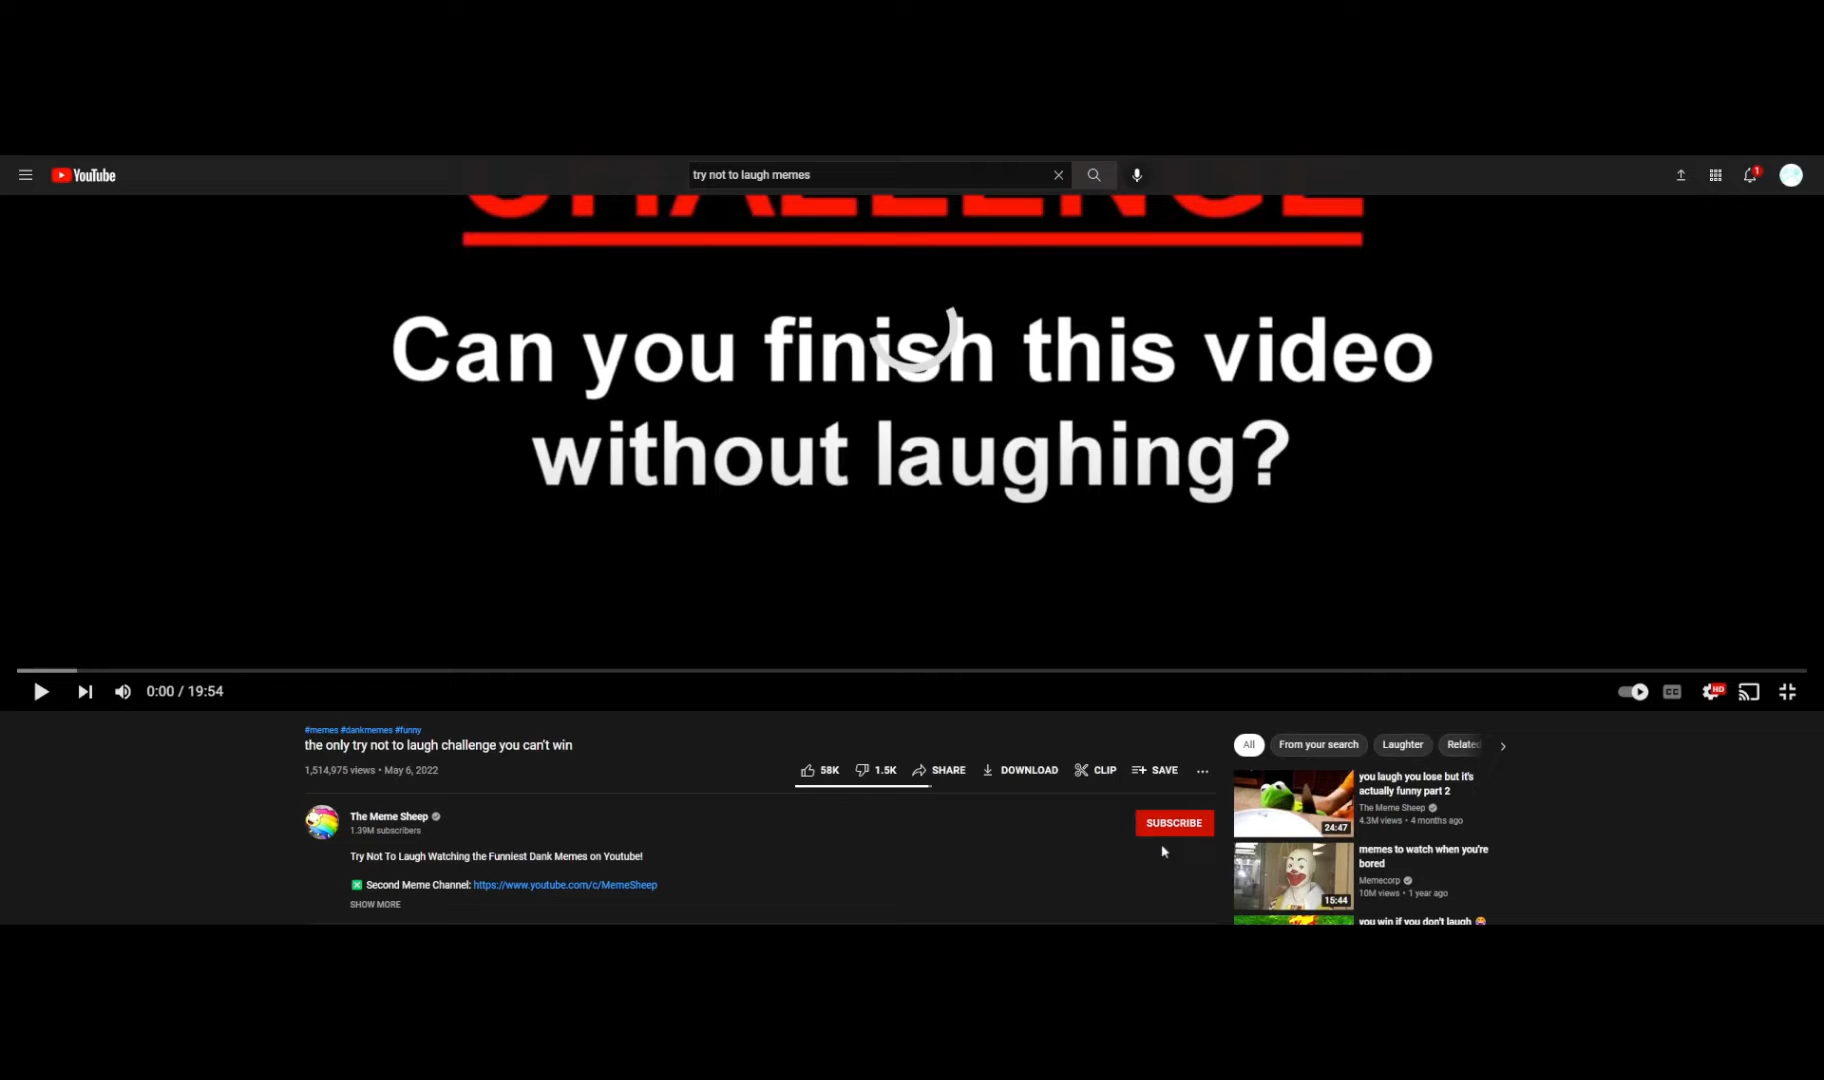 YouTube
try not to laugh memes
1
CHALLENGE
Can you finish this video
without laughing?
0:00 / 19:54
CC
HD
#memes #dankmemes #funny
the only try not to laugh challenge you can't win
1,514,975 views • May 6, 2022
58K
1.5K
SHARE
DOWNLOAD
CLIP
SAVE
The Meme Sheep
1.39M subscribers
SUBSCRIBE
Try Not To Laugh Watching the Funniest Dank Memes on Youtube!
Second Meme Channel: https://www.youtube.com/c/MemeSheep
SHOW MORE
All
From your search
Laughter
Related
you laugh you lose but it's
actually funny part 2
The Meme Sheep
4.3M views • 4 months ago
24:47
memes to watch when you're
bored
Memecorp
10M views • 1 year ago
15:44
you win if you don't laugh